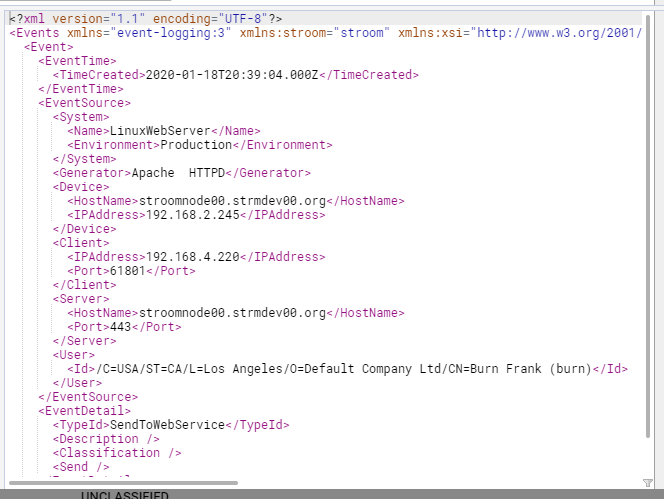 <?xml version="1.1" encoding="UTF-8"?>
<Events xmlns="event-logging:3" xmlns:stroom="stroom" xmlns:xsi="http://www.w3.org/2001/
<Event>
<EventTime>
<TimeCreated>2020-01-18T20:39:04.000Z</TimeCreated>
</EventTime>
<EventSource>
<System>
<Name>LinuxWebServer</Name>
<Environment>Production</Environment>
</System>
<Generator>Apache  HTTPD</Generator>
<Device>
<HostName>stroomnode00.strmdev00.org</HostName>
<IPAddress>192.168.2.245</IPAddress>
</Device>
<Client>
<IPAddress>192.168.4.220</IPAddress>
<Port>61801</Port>
</Client>
<Server>
<HostName>stroomnode00.strmdev00.org</HostName>
<Port>443</Port>
</Server>
<User>
<Id>/C=USA/ST=CA/L=Los Angeles/O=Default Company Ltd/CN=Burn Frank (burn)</Id>
</User>
</EventSource>
<EventDetail>
<TypeId>SendToWebService</TypeId>
<Description />
<Classification />
<Send />
UNCLASSIFIED